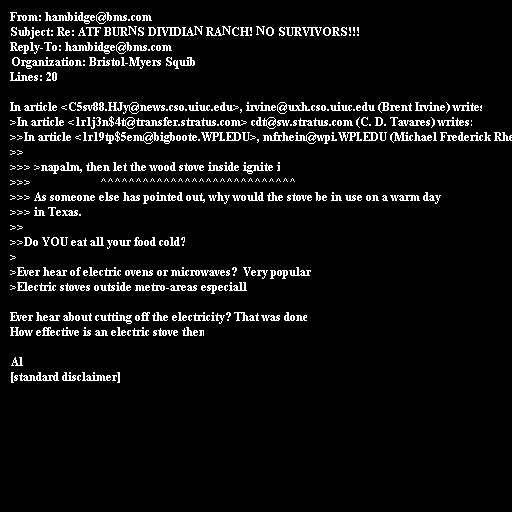 From: hambidge@bms.com
Subject: Re: ATF BURNS DIVIDIAN RANCH! NO SURVIVORS!!!
Reply-To: hambidge@bms.com
Organization: Bristol-Myers Squib
Lines: 20
In article <C5sv88.HJy@news.cso.uiuc.edu>, irvine@uxh.cso.uiuc.edu (Brent Irvine) writes
>In article <1r1j3n$4t@transfer.stratus.com> cdt@sw.stratus.com (C. D. Tavares) writes:
>>In article <1r19tp$5em@bigboote.WPI.EDU>, mfrhein@wpi.WPI.EDU (Michael Frederick Rhe
>>
>>> >napalm, then let the wood stove inside ignite i
>>> ^^^^^^^^^^^^^^^^^^^^^^^^^^^^
>>> As someone else has pointed out, why would the stove be in use on a warm day
>>> in Texas.
>>
>>Do YOU eat all your food cold?
>
>Ever hear of electric ovens or microwaves?  Very popular
>Electric stoves outside metro-areas especiall
Ever hear about cutting off the electricity? That was done
How effective is an electric stove then
Al
[standard disclaimer]